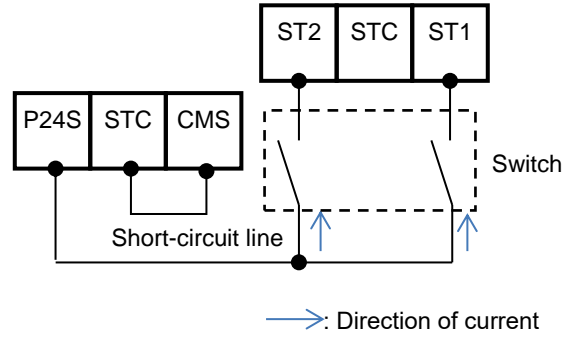 ST2 STC ST1
P24S STC CMS
Switch
Short-circuit line
: Direction of current